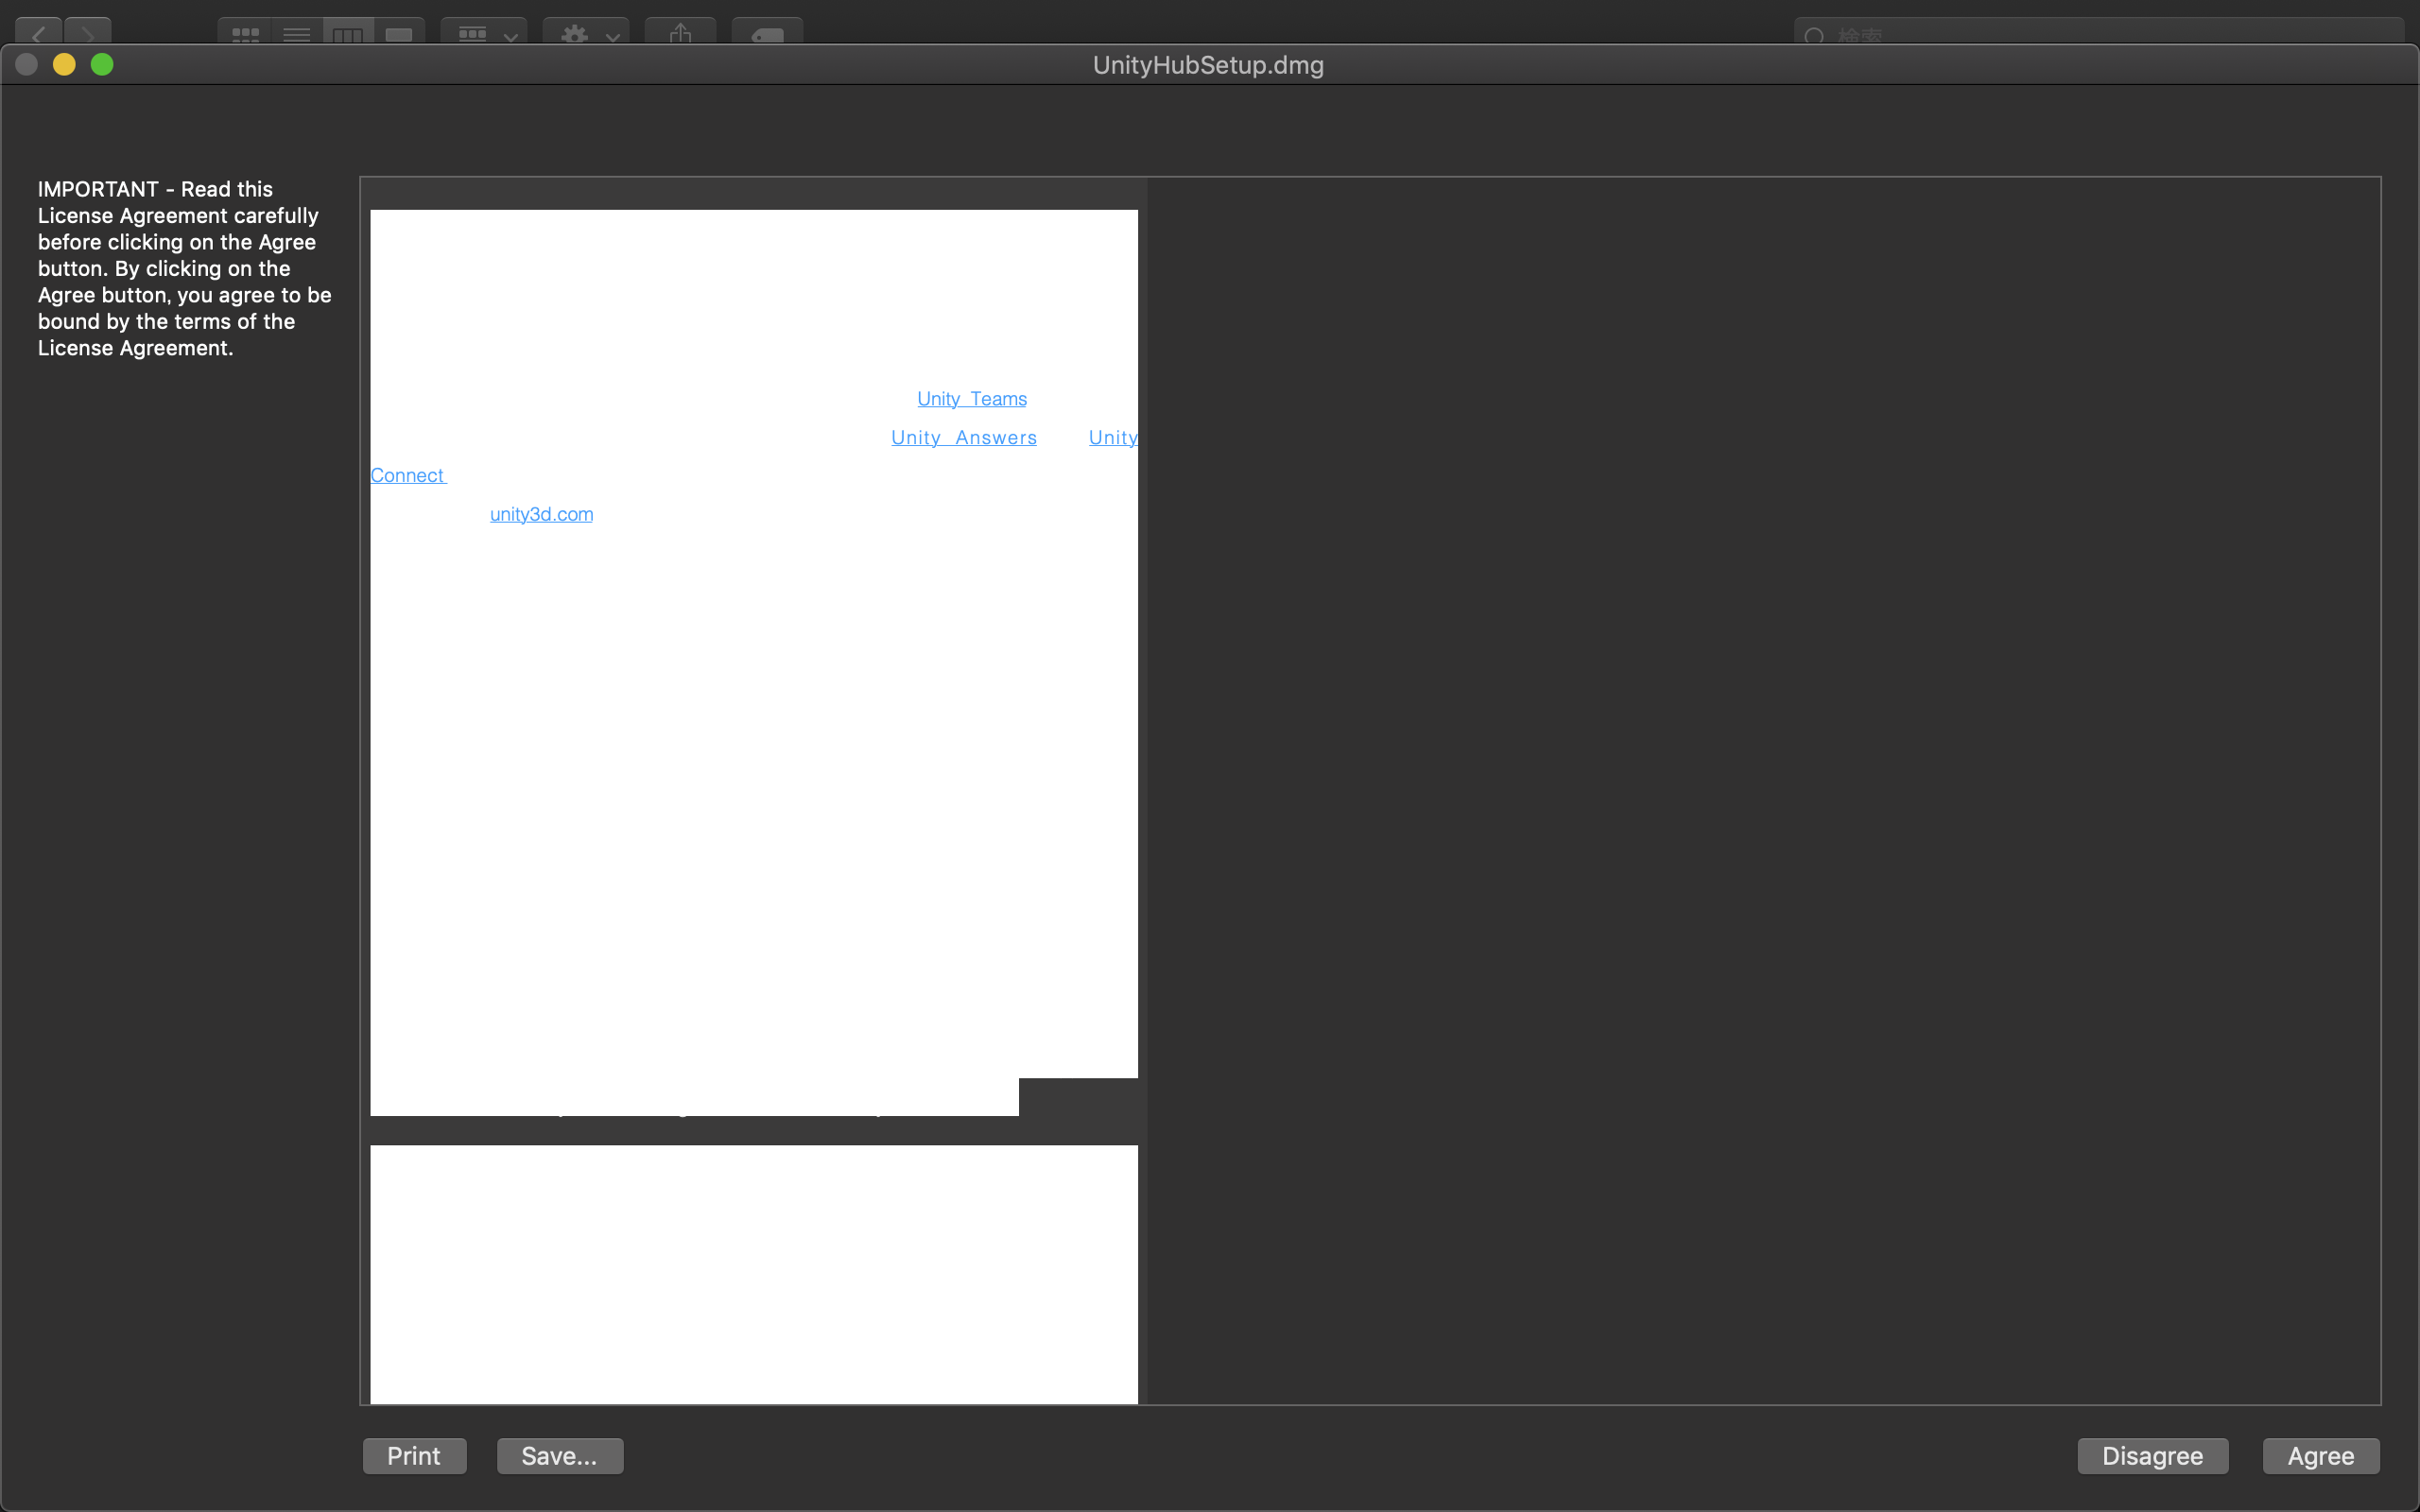 検索
UnityHubSetup.dmg
IMPORTANT - Read this
License Agreement carefully
before clicking on the Agree
button. By clicking on the
Agree button, you agree to be
bound by the terms of the
License Agreement.
Unity Teams
Unity Answers Unity
Connect
unity3d.com
Print Save... Disagree Agree